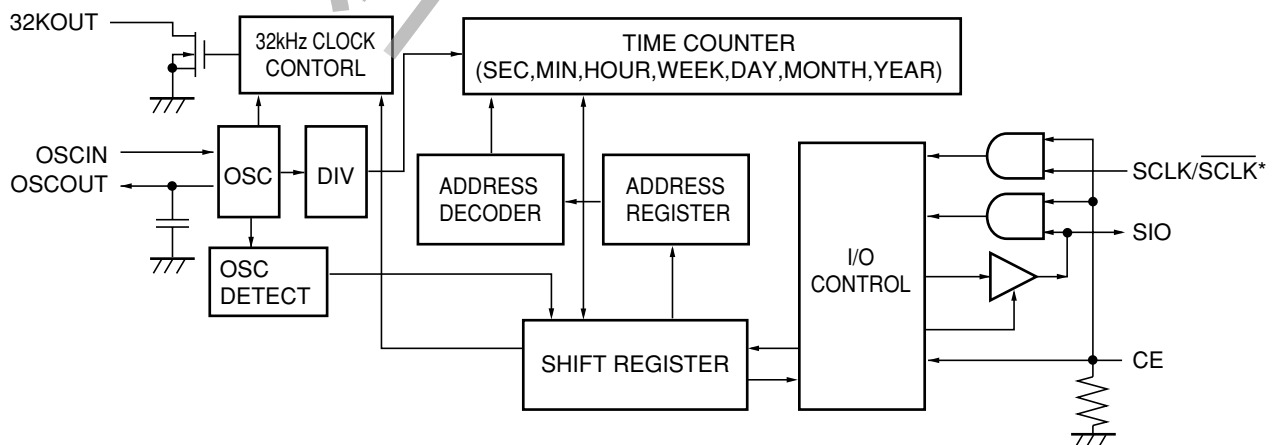 32KOUT
32kHz CLOCK
CONTORL
TIME COUNTER
(SEC,MIN,HOUR,WEEK,DAY,MONTH,YEAR)
OSCIN
OSCOUT
OSC
DIV
ADDRESS
DECODER
ADDRESS
REGISTER
I/O
CONTROL
SCLK/SCLK*
SIO
OSC
DETECT
SHIFT REGISTER
CE